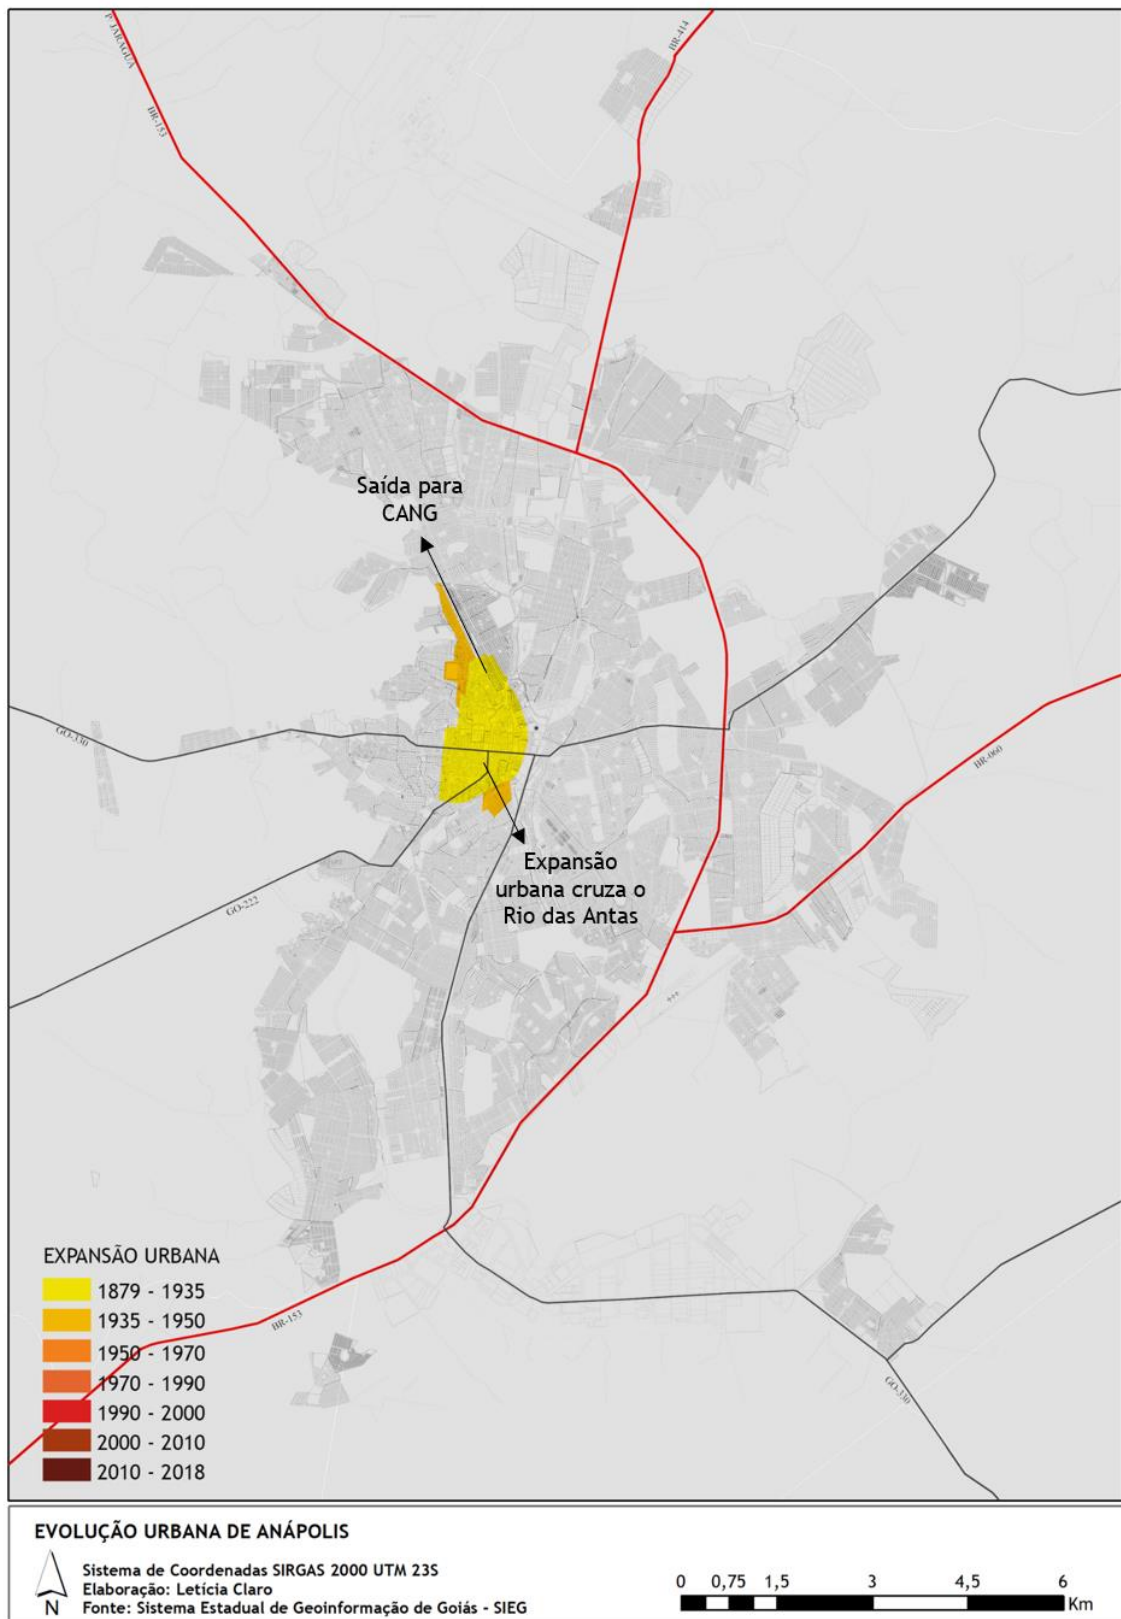 Pª JARAGUÁ
BR-153
BR-414
Saída para
CANG
GO-330
BR-060
Expansão
urbana cruza o
Rio das Antas
GO-222
BR-153
GO-330
EXPANSÃO URBANA
1879 - 1935
1935 - 1950
1950 - 1970
1970 - 1990
1990 - 2000
2000 - 2010
2010 - 2018
EVOLUÇÃO URBANA DE ANÁPOLIS
Sistema de Coordenadas SIRGAS 2000 UTM 23S
Elaboração: Letícia Claro
N Fonte: Sistema Estadual de Geoinformação de Goiás - SIEG
0 0,75 1,5 3 4,5 6
Km